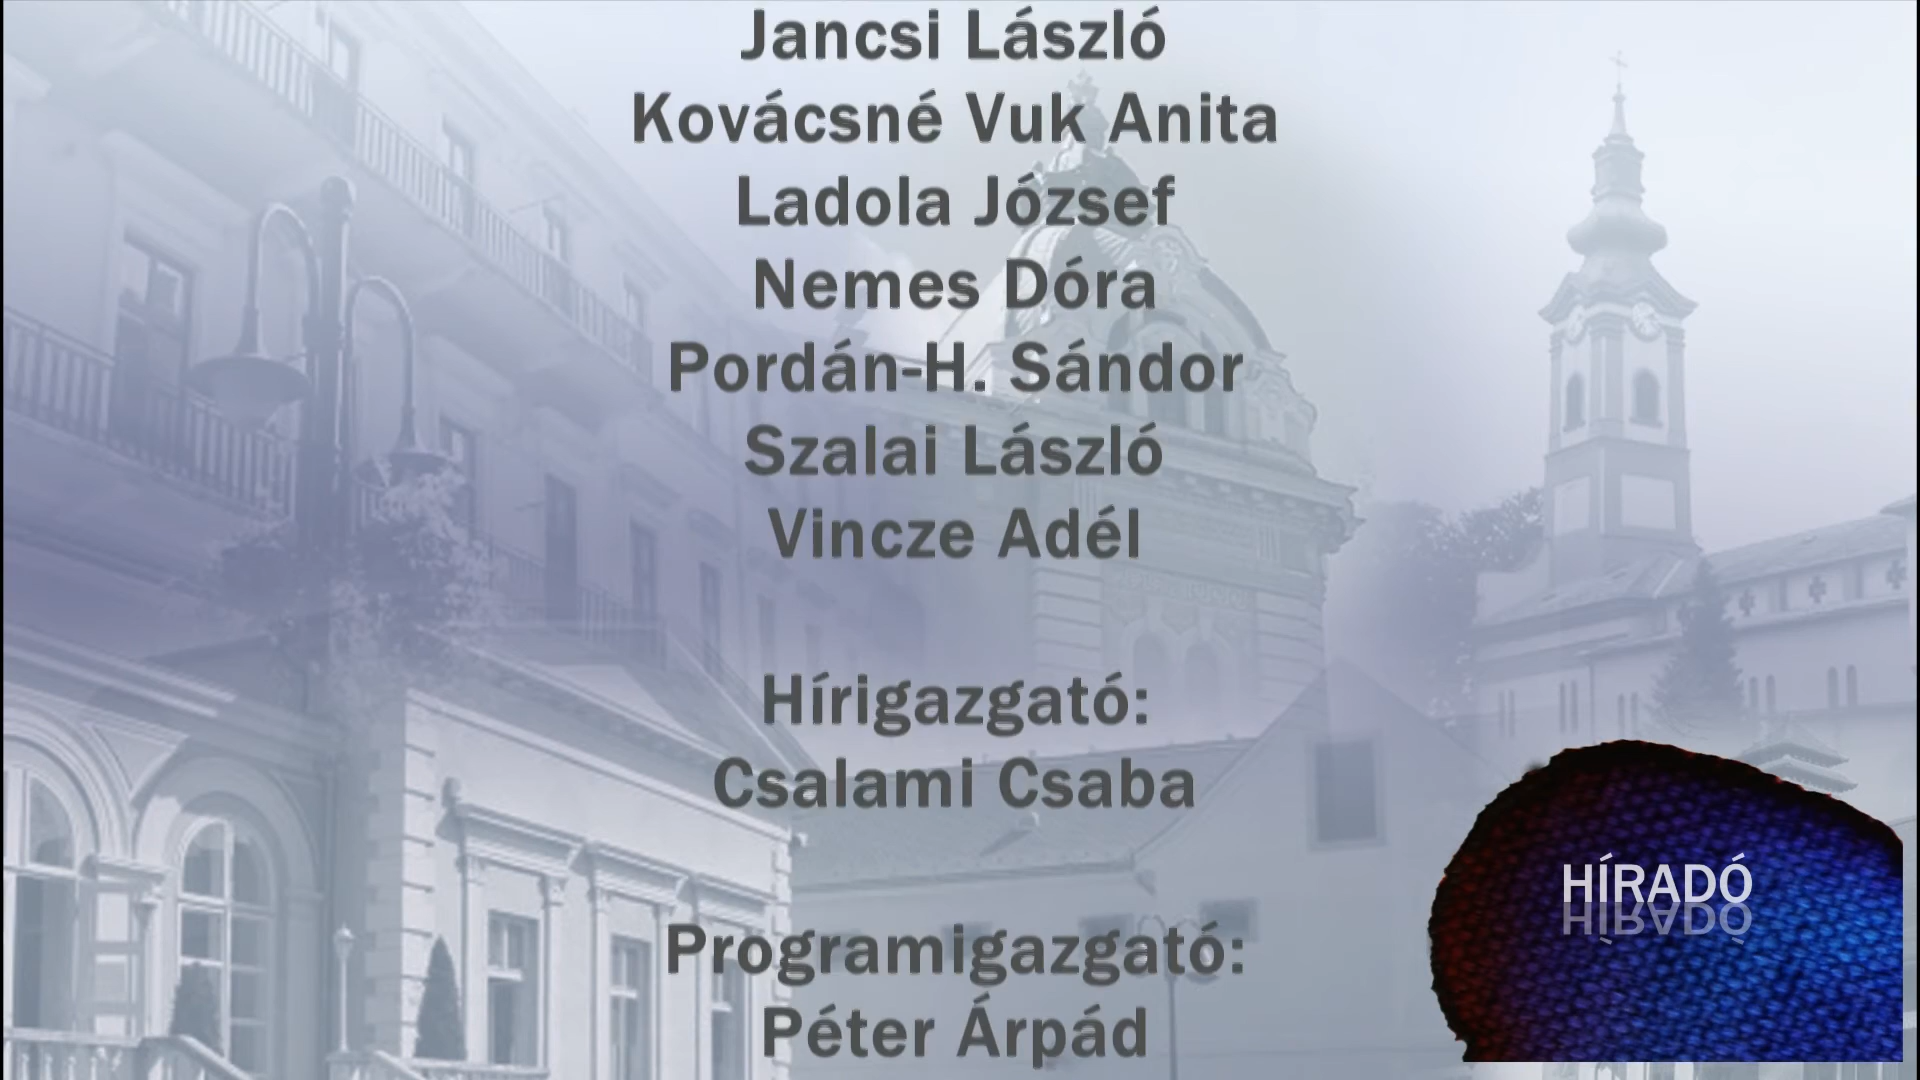 Jancsi László
Kovácsné Vuk Anita
Ladola József
Nemes Dóra
Pordán-H. Sándor
Szalai László
Vincze Adél
Hírigazgató:
Csalami Csaba
Programigazgató:
Péter Árpád
HÍRADÓ